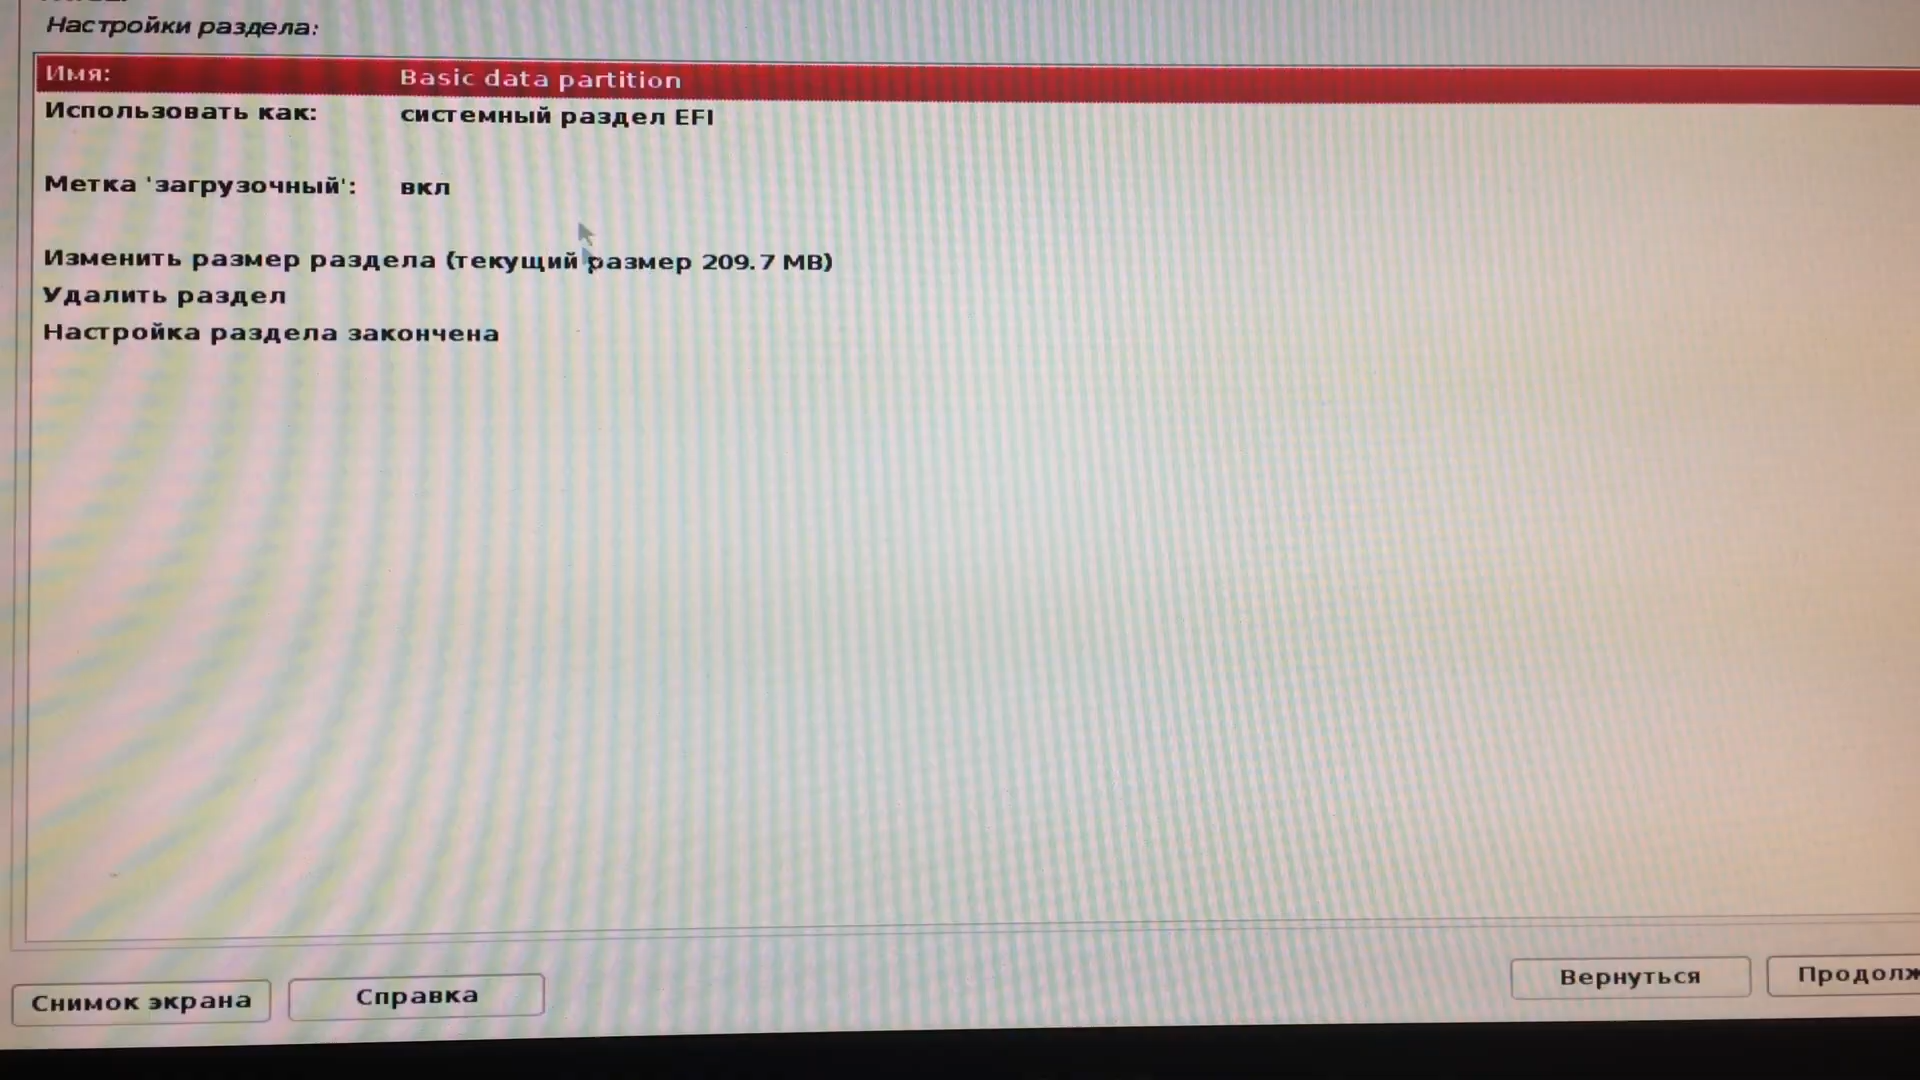 Настройки раздела:
Имя: Basic data partition
Использовать как: системный раздел EFI
Метка 'загрузочный': вкл
Изменить размер раздела (текущий размер 209.7 MB)
Удалить раздел
Настройка раздела закончена
Снимок экрана
Справка
Вернуться